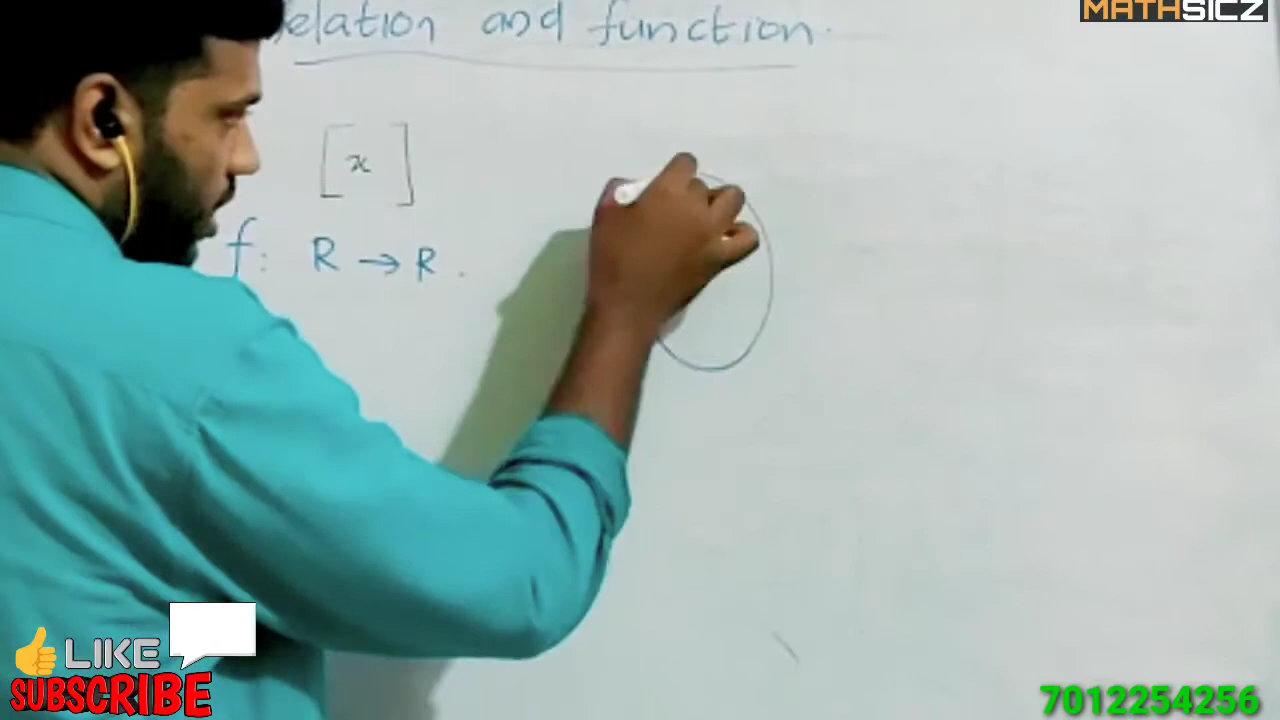 elation and function.
MATHSICZ
[x]
f: R → R.
LIKE
SUBSCRIBE
7012254256